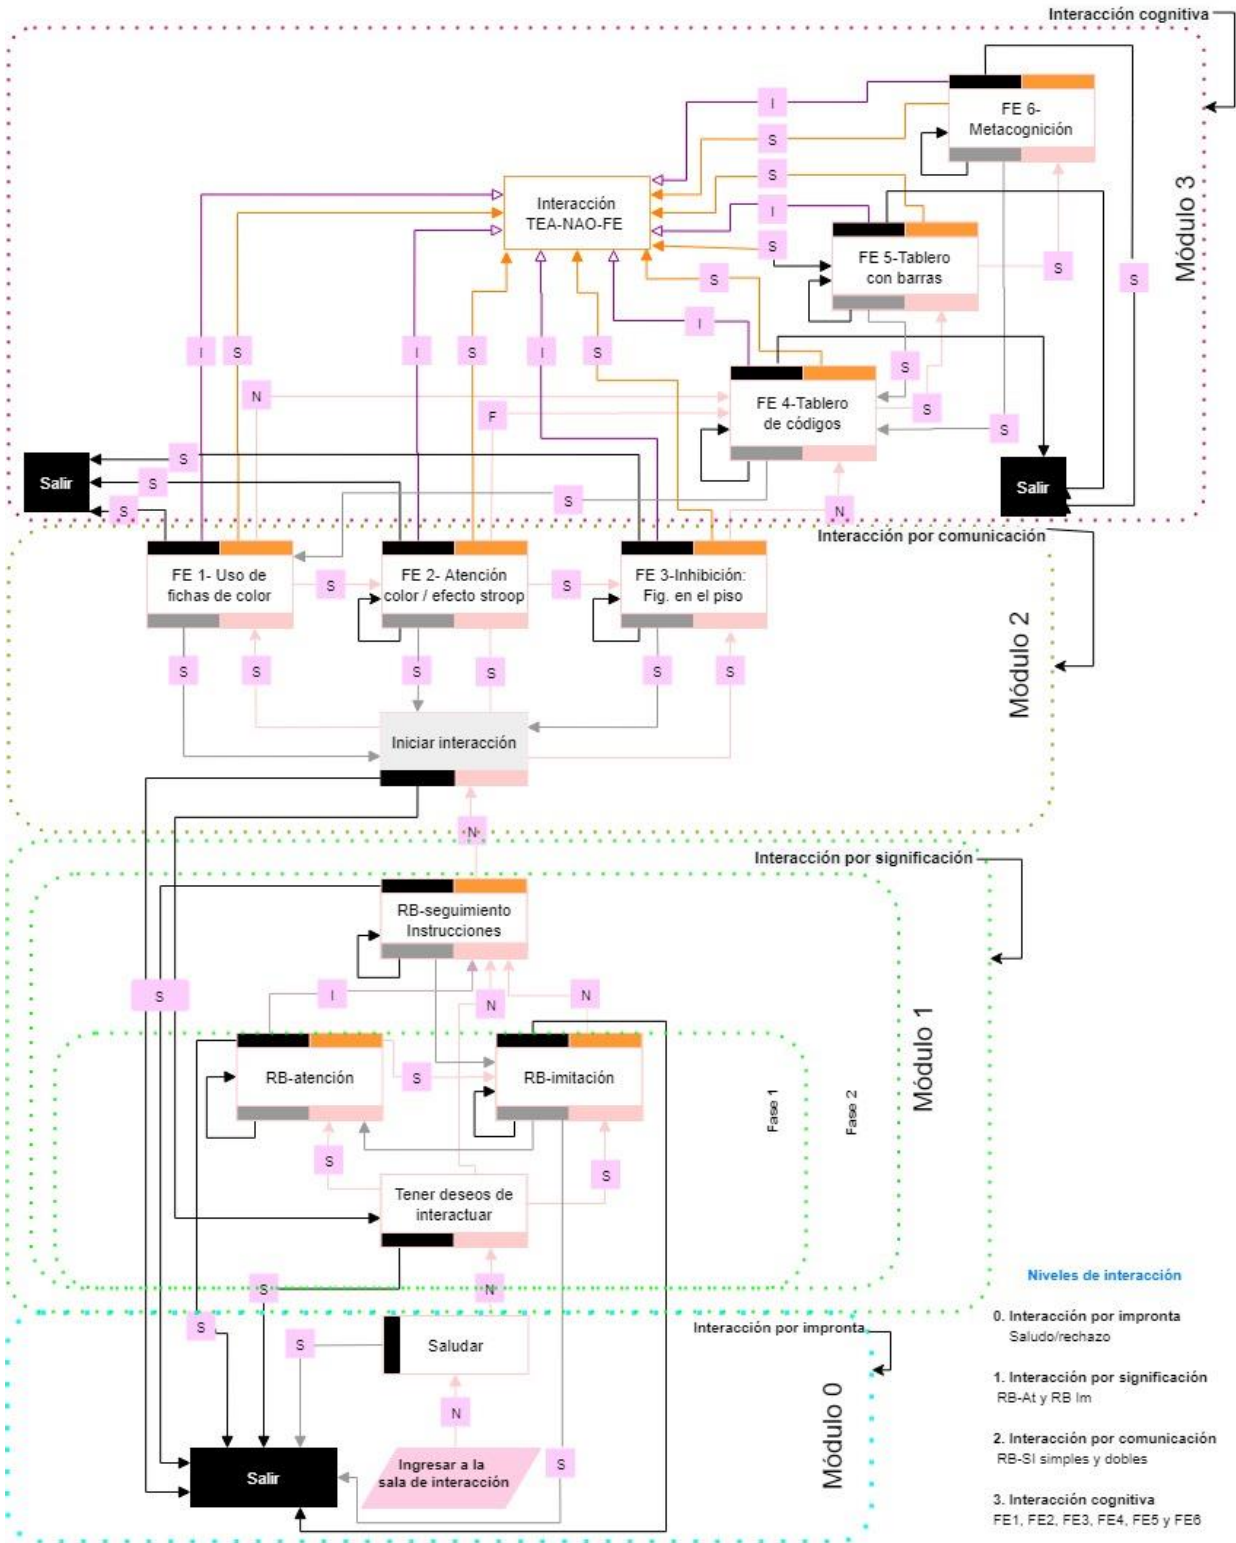 Interacción cognitiva
I
FE 6-
Metacognición
S
S
I
Interacción
TEA-NAO-FE
FE 5-Tablero
con barras
S
S
S
S
Módulo 3
I
S
I
S
I
S
I
S
N
F
FE 4-Tablero
de códigos
S
S
S
S
S
S
Salir
S
N
Salir
Interacción por comunicación
FE 1- Uso de
fichas de color
S
FE 2- Atención
color / efecto stroop
S
FE 3-Inhibición:
Fig. en el piso
Módulo 2
S
S
S
S
S
S
Iniciar interacción
N
Interacción por significación
RB-seguimiento
Instrucciones
S
I
N
N
RB-atención
S
RB-imitación
Fase 1
Fase 2
Módulo 1
S
S
Tener deseos de
interactuar
S
N
Niveles de interacción
0. Interacción por impronta
Saludo/rechazo
1. Interacción por significación
RB-At y RB Im
2. Interacción por comunicación
RB-SI simples y dobles
3. Interacción cognitiva
FE1, FE2, FE3, FE4, FE5 y FE6
Interacción por impronta
S
S
Saludar
N
Módulo 0
Salir
Ingresar a la
sala de interacción
S